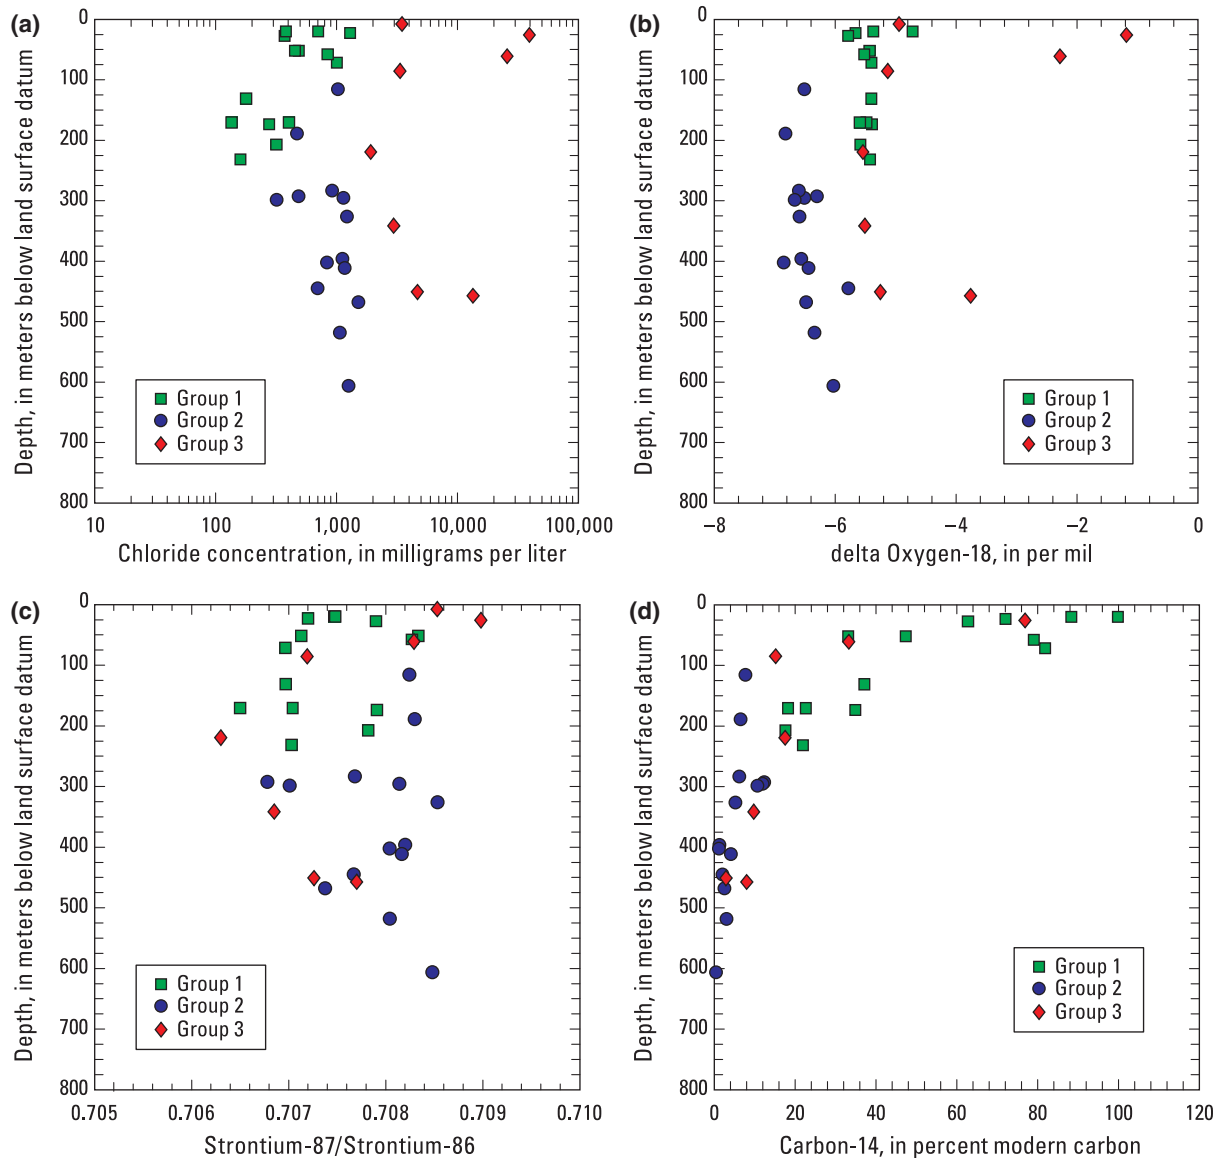 (a)
0
100
200
300
400
500
600
700
800
Depth, in meters below land surface datum
Group 1
Group 2
Group 3
10 100 1,000 10,000 100,000
Chloride concentration, in milligrams per liter
(b)
0
100
200
300
400
500
600
700
800
Depth, in meters below land surface datum
Group 1
Group 2
Group 3
−8 −6 −4 −2 0
delta Oxygen-18, in per mil
(c)
0
100
200
300
400
500
600
700
800
Depth, in meters below land surface datum
Group 1
Group 2
Group 3
0.705 0.706 0.707 0.708 0.709 0.710
Strontium-87/Strontium-86
(d)
0
100
200
300
400
500
600
700
800
Depth, in meters below land surface datum
Group 1
Group 2
Group 3
0 20 40 60 80 100 120
Carbon-14, in percent modern carbon